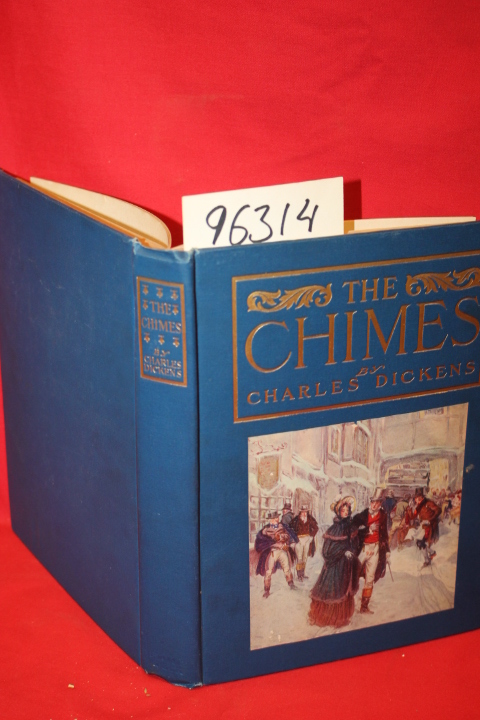 96314
THE
CHIMES
BY
CHARLES
DICKENS
THE
CHIMES
BY
CHARLES DICKENS